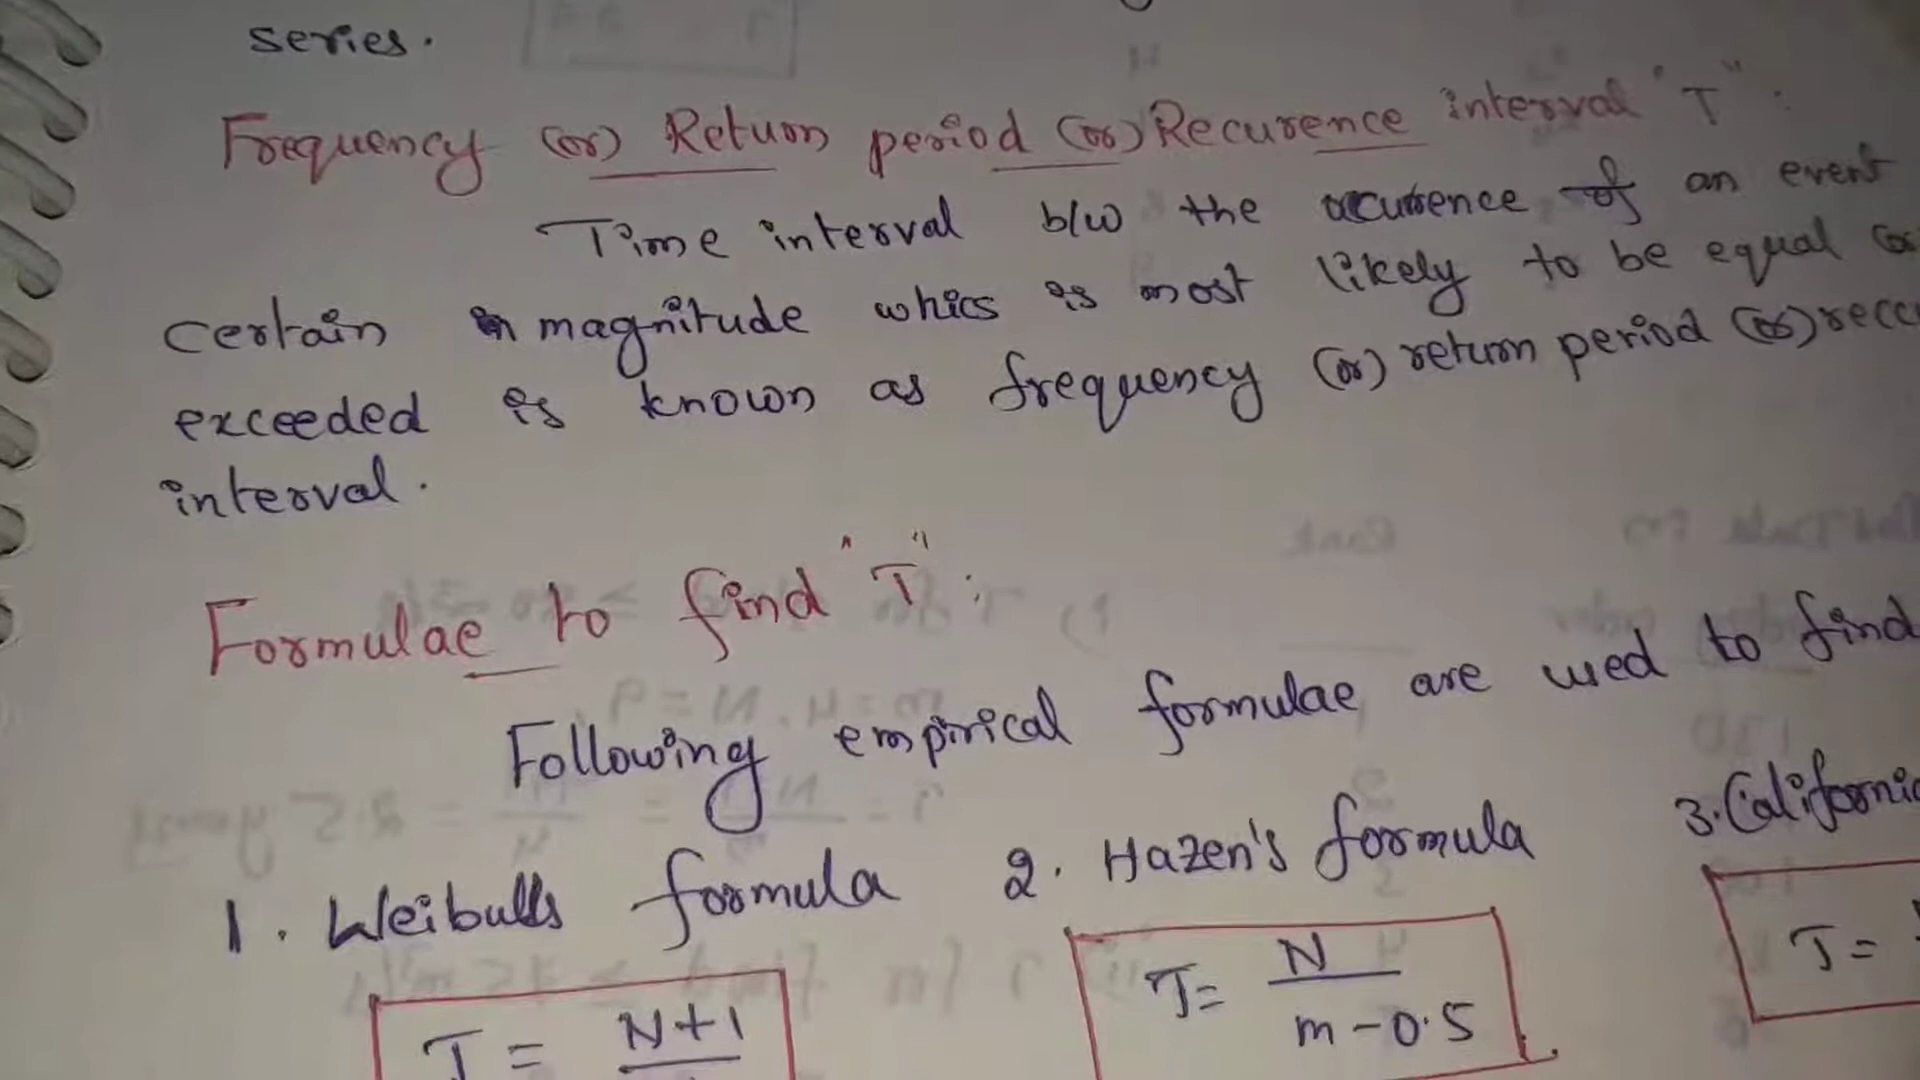 series.
Frequency (or) Return period (or) Recurence interval "T" :
Time interval b/w the occurence of an event
certain magnitude whics is most likely to be equal (or
exceeded is known as frequency (or) return period (or) recc
interval.
Formulae to find "T" :
Following empirical formulae are used to find
1. Weibulls formula 2. Hazen's formula 3. California
T = N+1
T = N / m - 0.5
T =